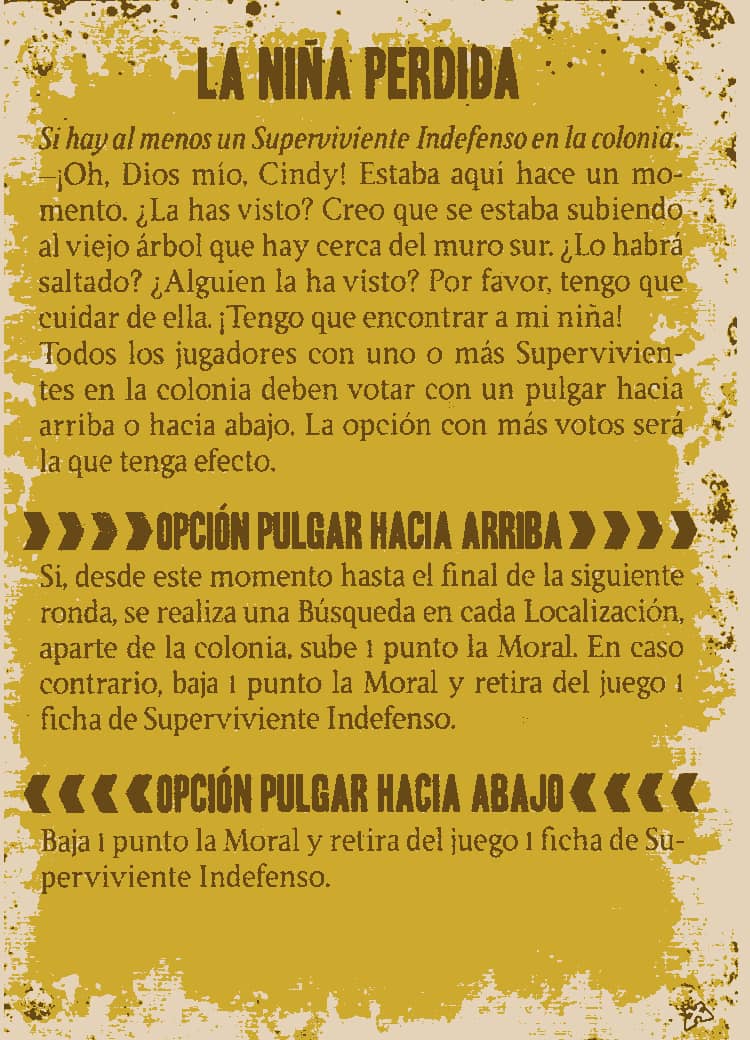 LA NIÑA PERDIDA
Si hay al menos un Superviviente Indefenso en la colonia:
–¡Oh, Dios mío, Cindy! Estaba aquí hace un mo-
mento. ¿La has visto? Creo que se estaba subiendo
al viejo árbol que hay cerca del muro sur. ¿Lo habrá
saltado? ¿Alguien la ha visto? Por favor, tengo que
cuidar de ella. ¡Tengo que encontrar a mi niña!
Todos los jugadores con uno o más Supervivien-
tes en la colonia deben votar con un pulgar hacia
arriba o hacia abajo. La opción con más votos será
la que tenga efecto.
OPCIÓN PULGAR HACIA ARRIBA
Si, desde este momento hasta el final de la siguiente
ronda, se realiza una Búsqueda en cada Localización,
aparte de la colonia, sube 1 punto la Moral. En caso
contrario, baja 1 punto la Moral y retira del juego 1
ficha de Superviviente Indefenso.
OPCIÓN PULGAR HACIA ABAJO
Baja 1 punto la Moral y retira del juego 1 ficha de Su-
perviviente Indefenso.